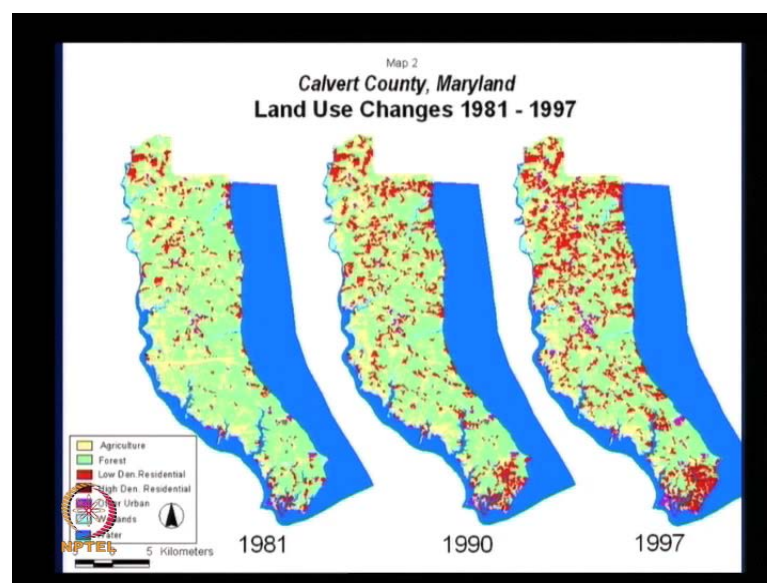 Map 2
Calvert County, Maryland
Land Use Changes 1981 - 1997
Agriculture
Forest
Low Den. Residential
High Den. Residential
Urban
Water
NPTEL
5 Kilometers
1981
1990
1997